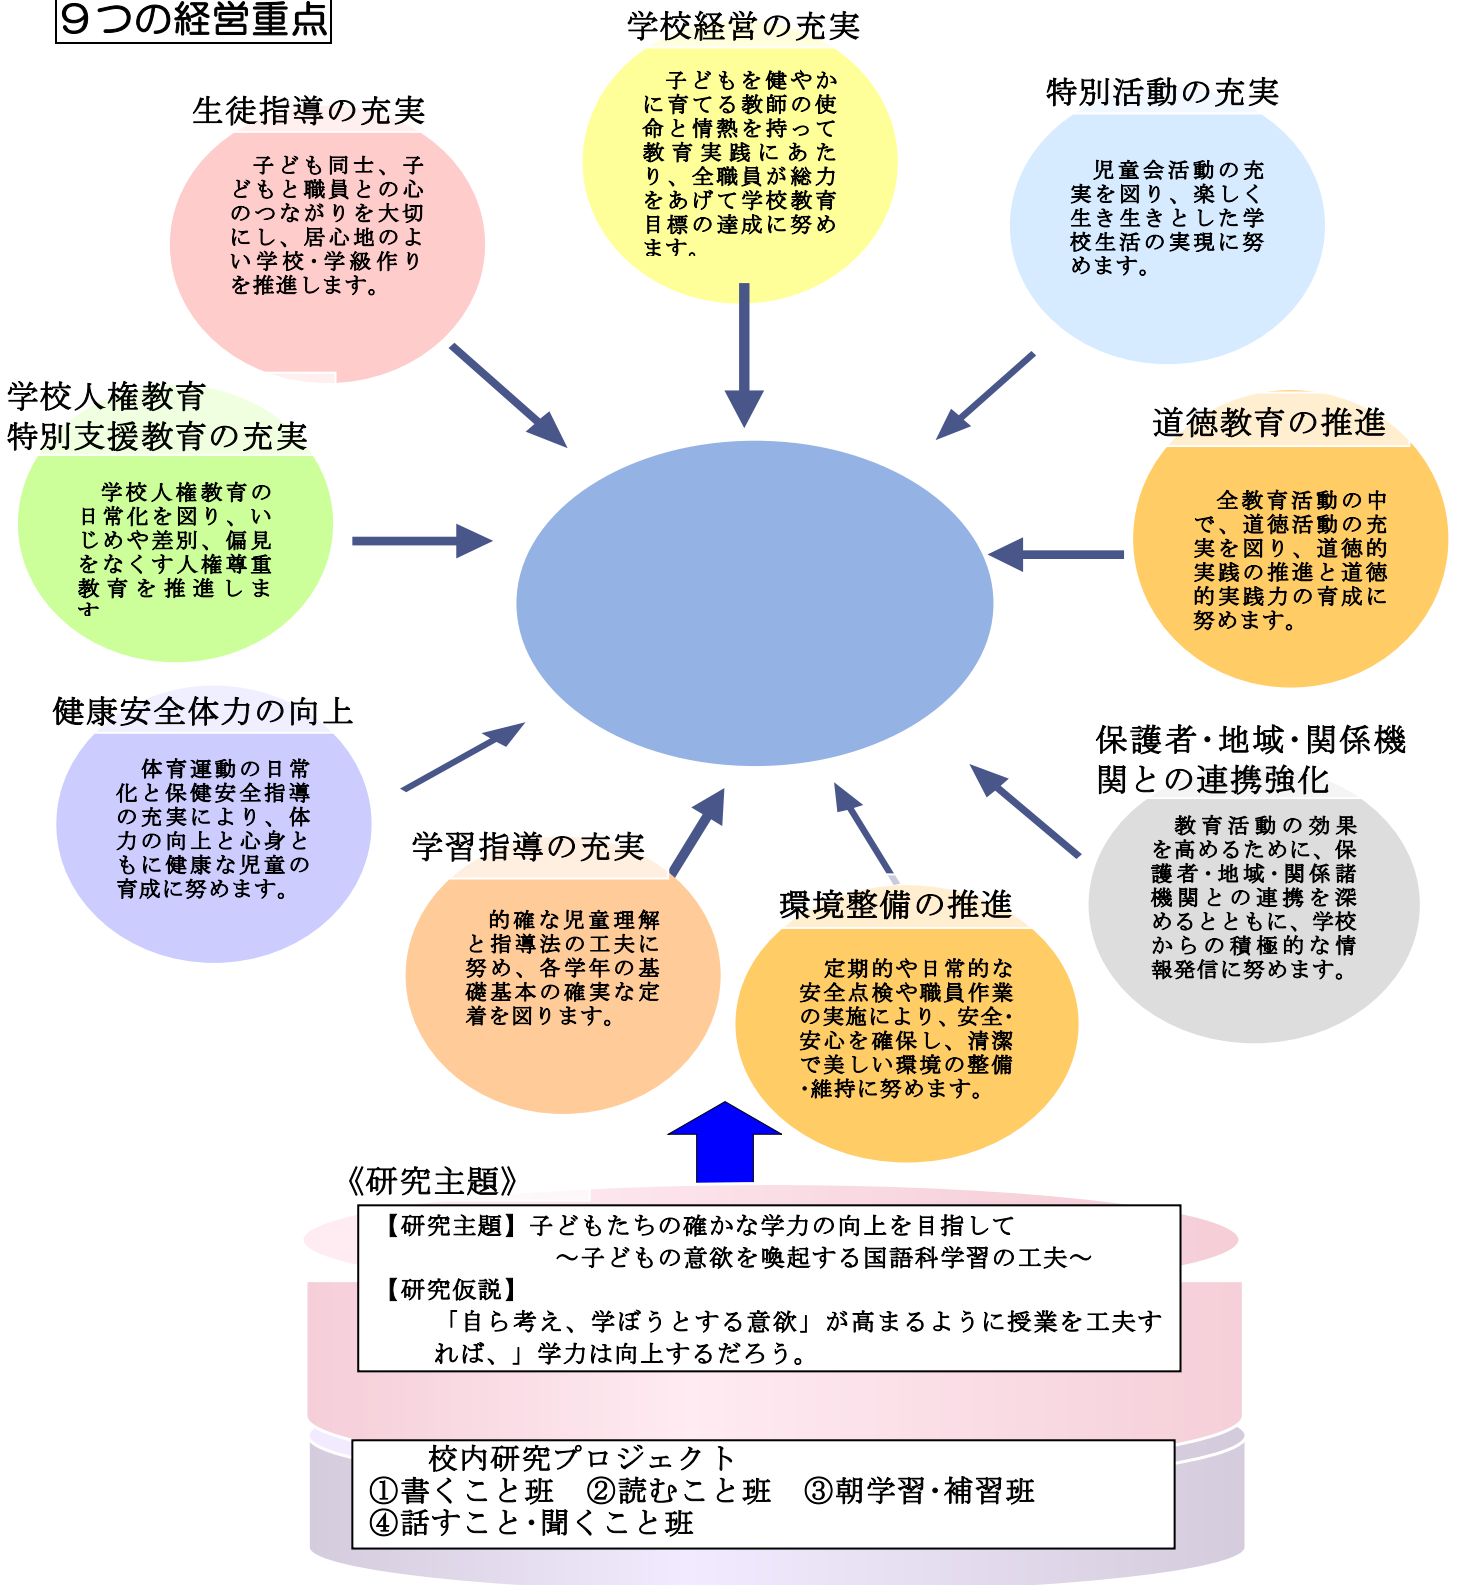 ９つの経営重点
学校経営の充実
子どもを健やか
に育てる教師の使
命と情熱を持って
教育実践にあた
り、全職員が総力
をあげて学校教育
目標の達成に努め
ます。
生徒指導の充実
子ども同士、子
どもと職員との心
のつながりを大切
にし、居心地のよ
い学校・学級作り
を推進します。
特別活動の充実
児童会活動の充
実を図り、楽しく
生き生きとした学
校生活の実現に努
めます。
学校人権教育
特別支援教育の充実
学校人権教育の
日常化を図り、い
じめや差別、偏見
をなくす人権尊重
教育を推進しま
す
道徳教育の推進
全教育活動の中
で、道徳活動の充
実を図り、道徳的
実践の推進と道徳
的実践力の育成に
努めます。
健康安全体力の向上
体育運動の日常
化と保健安全指導
の充実により、体
力の向上と心身と
もに健康な児童の
育成に努めます。
保護者・地域・関係機
関との連携強化
教育活動の効果
を高めるために、保
護者・地域・関係諸
機関との連携を深
めるとともに、学校
からの積極的な情
報発信に努めます。
学習指導の充実
的確な児童理解
と指導法の工夫に
努め、各学年の基
礎基本の確実な定
着を図ります。
環境整備の推進
定期的や日常的な
安全点検や職員作業
の実施により、安全・
安心を確保し、清潔
で美しい環境の整備
・維持に努めます。
《研究主題》
【研究主題】子どもたちの確かな学力の向上を目指して
～子どもの意欲を喚起する国語科学習の工夫～
【研究仮説】
「自ら考え、学ぼうとする意欲」が高まるように授業を工夫す
れば、」学力は向上するだろう。
校内研究プロジェクト
①書くこと班　②読むこと班　③朝学習・補習班
④話すこと・聞くこと班